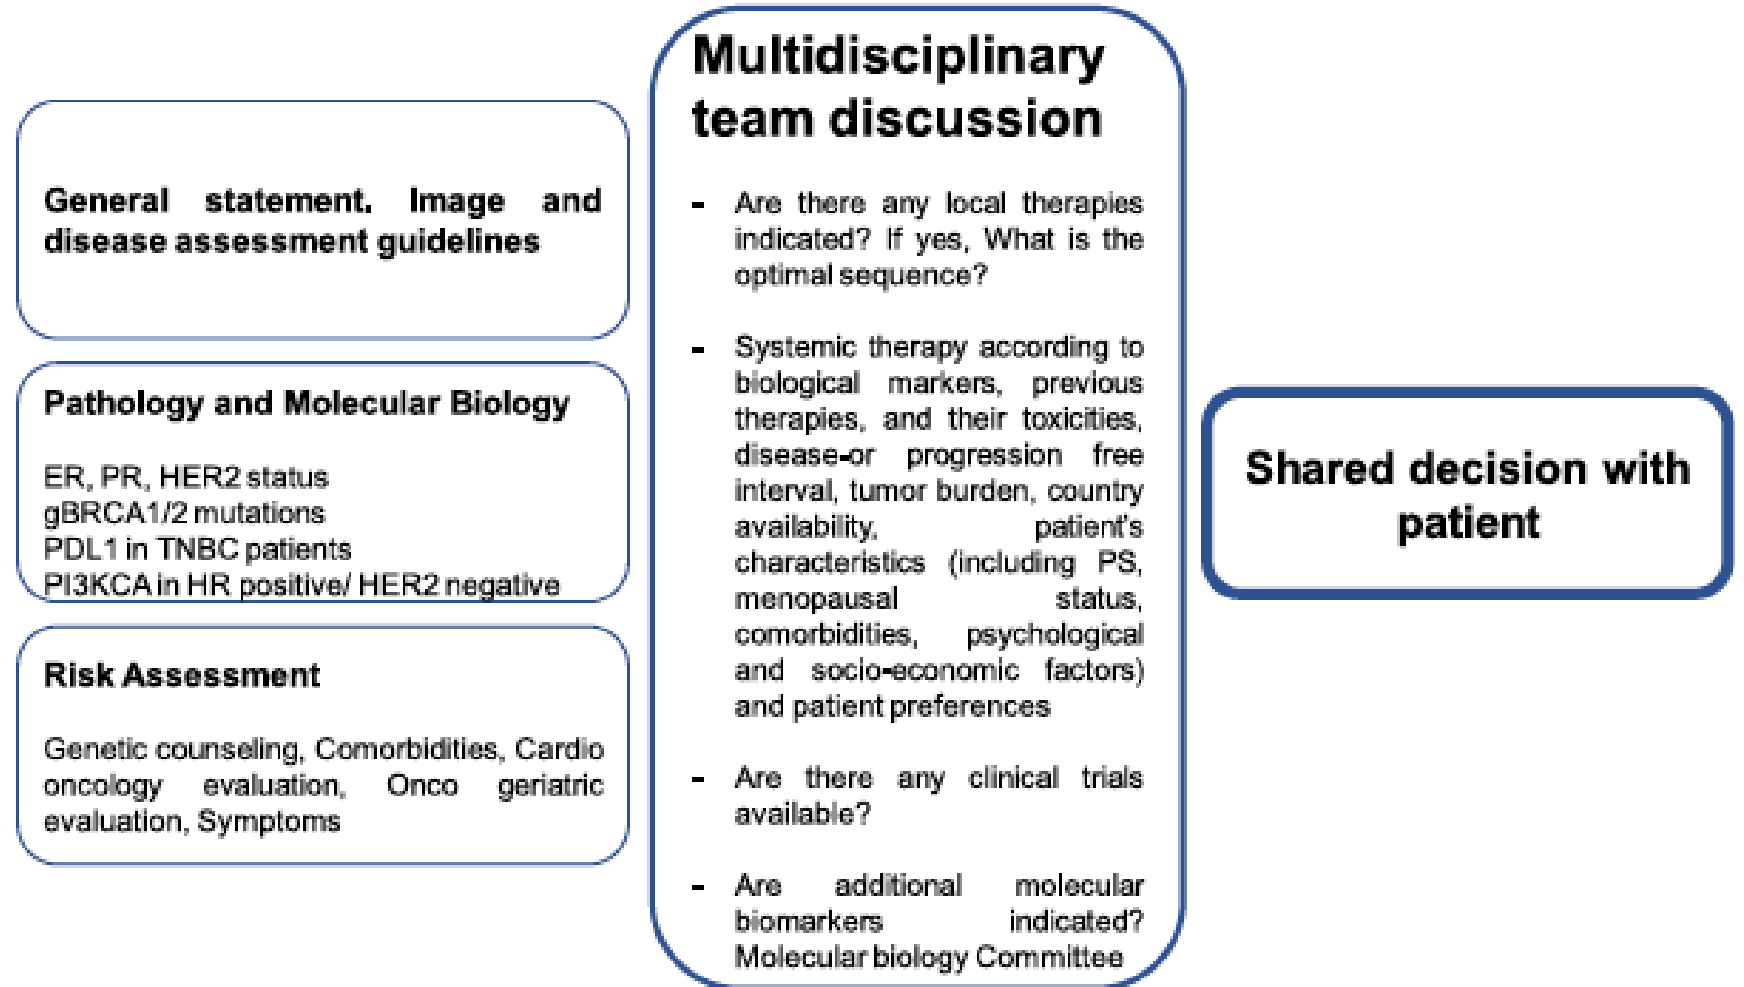 General statement. Image and
disease assessment guidelines
Pathology and Molecular Biology
ER, PR, HER2 status
gBRCA1/2 mutations
PDL1 in TNBC patients
PI3KCA in HR positive/ HER2 negative
Risk Assessment
Genetic counseling, Comorbidities, Cardio
oncology evaluation, Onco geriatric
evaluation, Symptoms
Multidisciplinary
team discussion
- Are there any local therapies
indicated? If yes, What is the
optimal sequence?
- Systemic therapy according to
biological markers, previous
therapies, and their toxicities,
disease-or progression free
interval, tumor burden, country
availability, patient's
characteristics (including PS,
menopausal status,
comorbidities, psychological
and socio-economic factors)
and patient preferences
- Are there any clinical trials
available?
- Are additional molecular
biomarkers indicated?
Molecular biology Committee
Shared decision with
patient